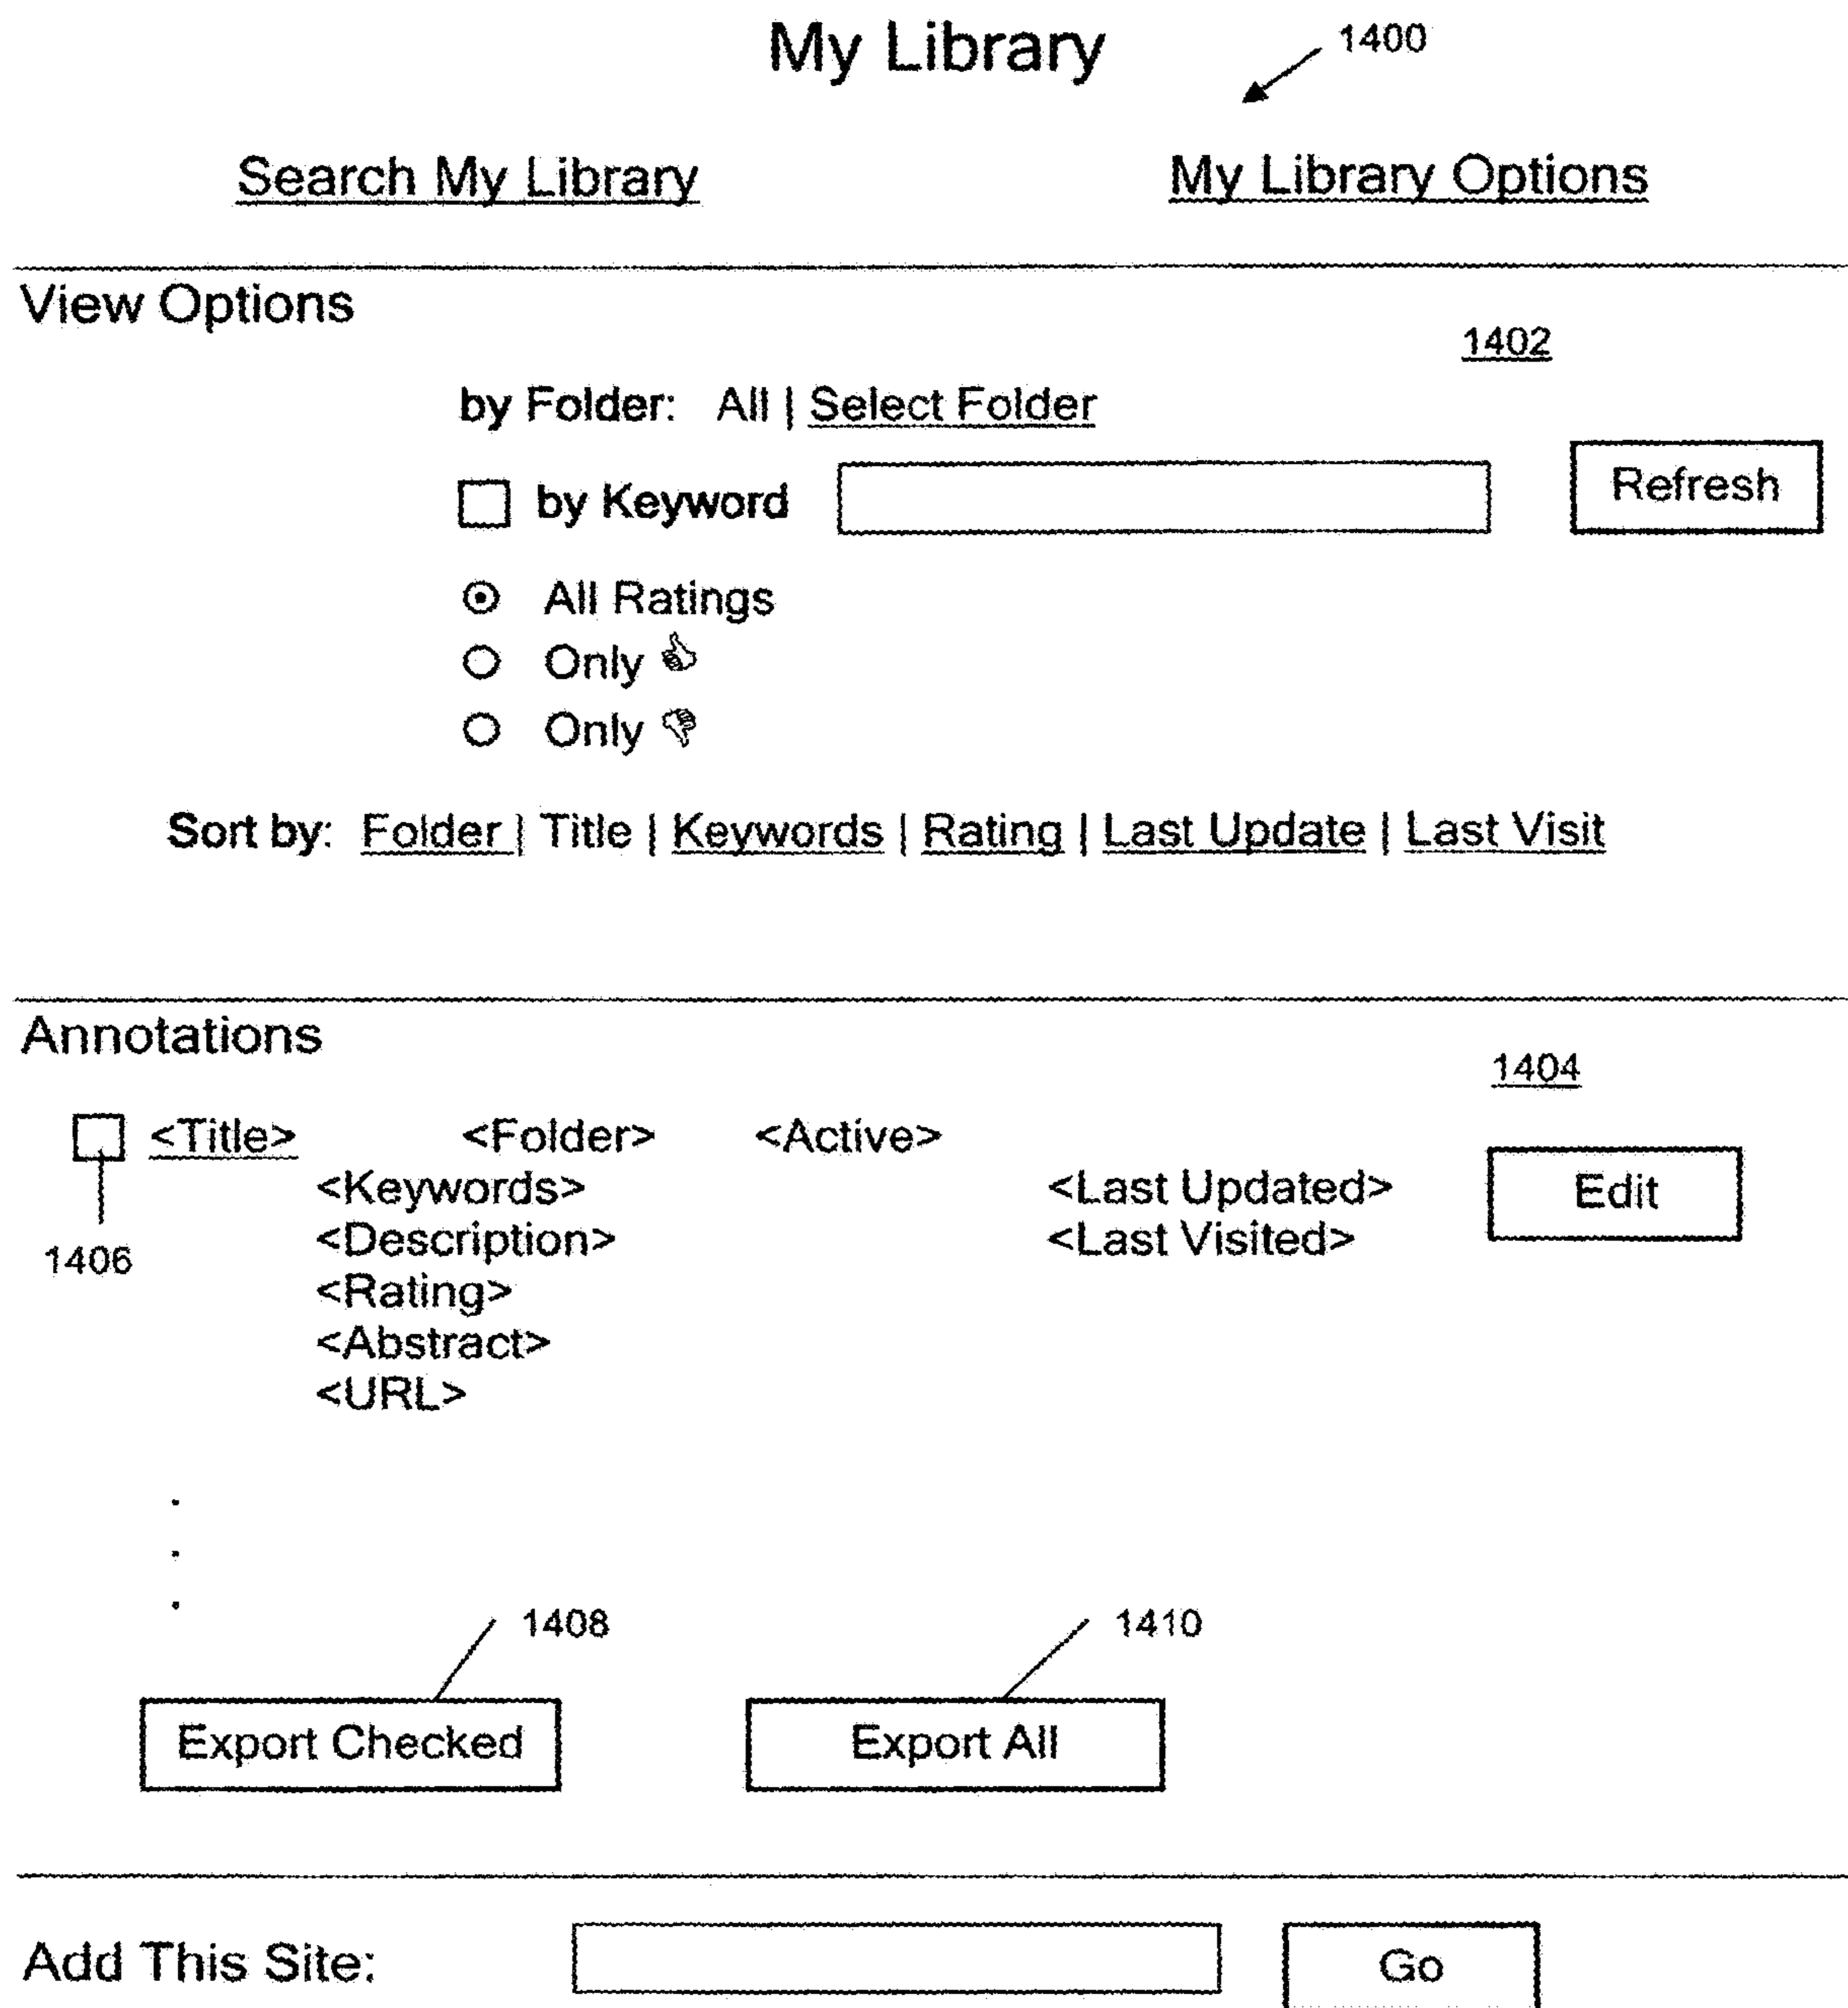 My Library
1400
Search My Library My Library Options
View Options
1402
by Folder: All | Select Folder
by Keyword
Refresh
All Ratings
Only
Only
Sort by: Folder | Title | Keywords | Rating | Last Update | Last Visit
Annotations
1404
<Title> <Folder> <Active>
<Keywords> <Last Updated> Edit
<Description> <Last Visited>
1406
<Rating>
<Abstract>
<URL>
1408 1410
Export Checked Export All
Add This Site: Go